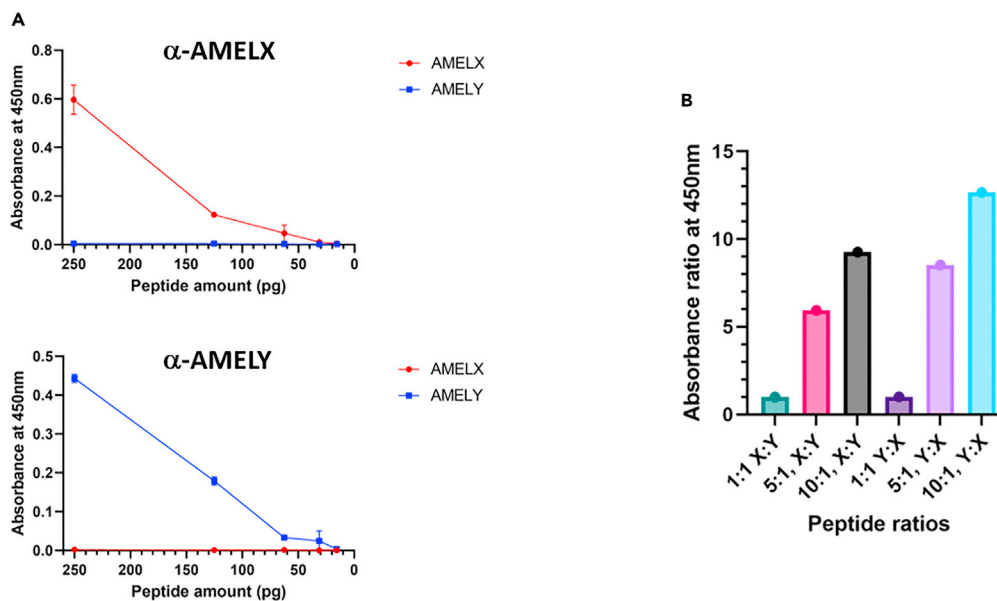 A
α-AMELX
Absorbance at 450nm
0.8
0.6
0.4
0.2
0.0
250 200 150 100 50 0
Peptide amount (pg)
AMELX
AMELY
α-AMELY
Absorbance at 450nm
0.5
0.4
0.3
0.2
0.1
0.0
250 200 150 100 50 0
Peptide amount (pg)
AMELX
AMELY
B
Absorbance ratio at 450nm
15
10
5
0
1:1 X:Y
5:1, X:Y
10:1, X:Y
1:1 Y:X
5:1, Y:X
10:1, Y:X
Peptide ratios